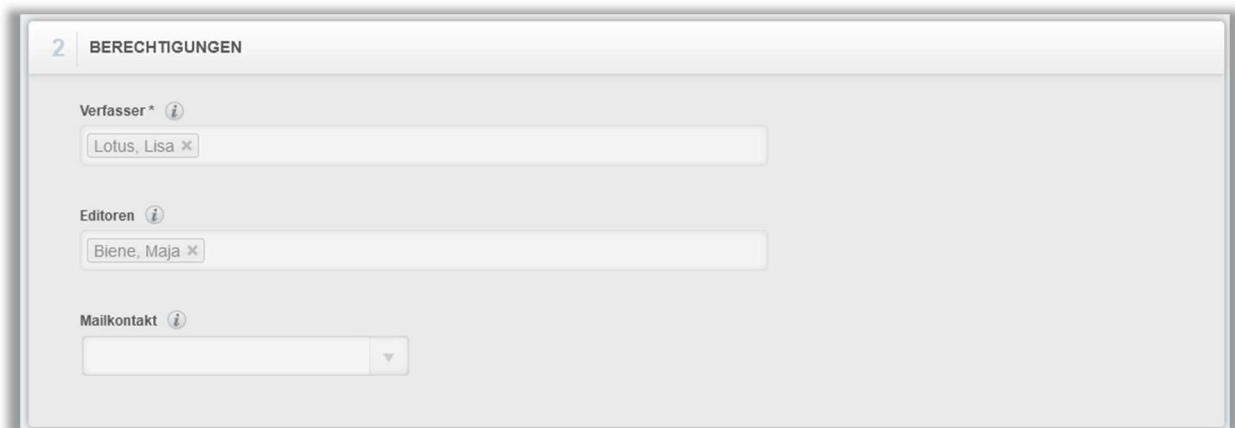 2 BERECHTIGUNGEN
Verfasser * i
Lotus, Lisa ×
Editoren i
Biene, Maja ×
Mailkontakt i